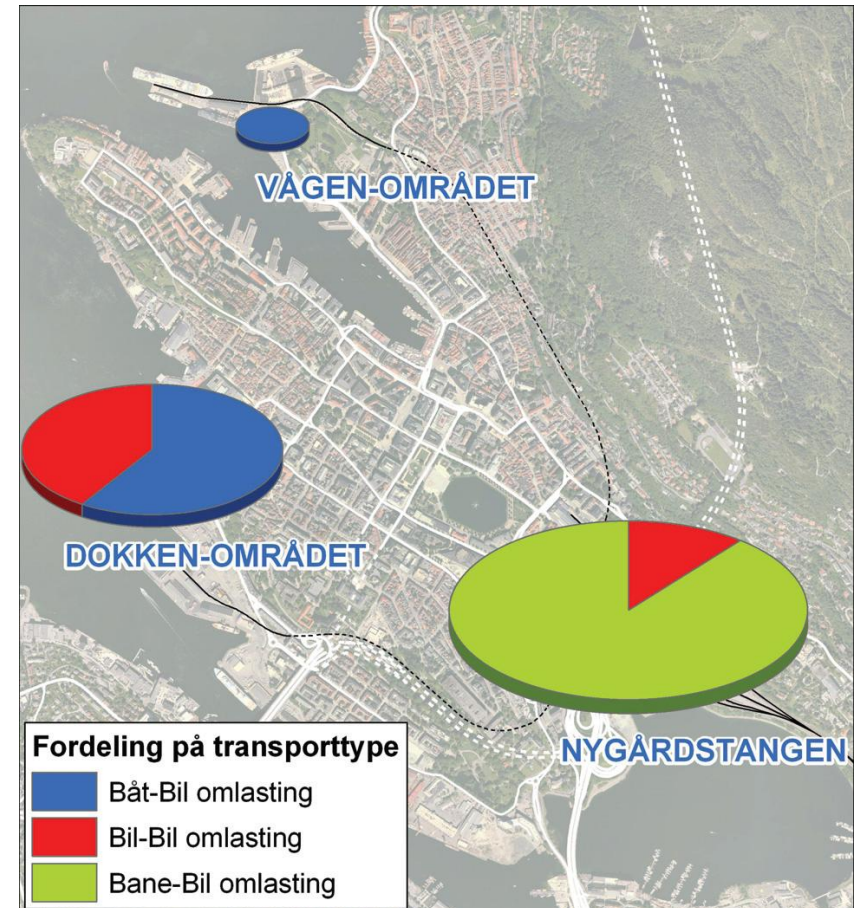 VÅGEN-OMRÅDET
DOKKEN-OMRÅDET
NYGÅRDSTANGEN
Fordeling på transporttype
Båt-Bil omlasting
Bil-Bil omlasting
Bane-Bil omlasting